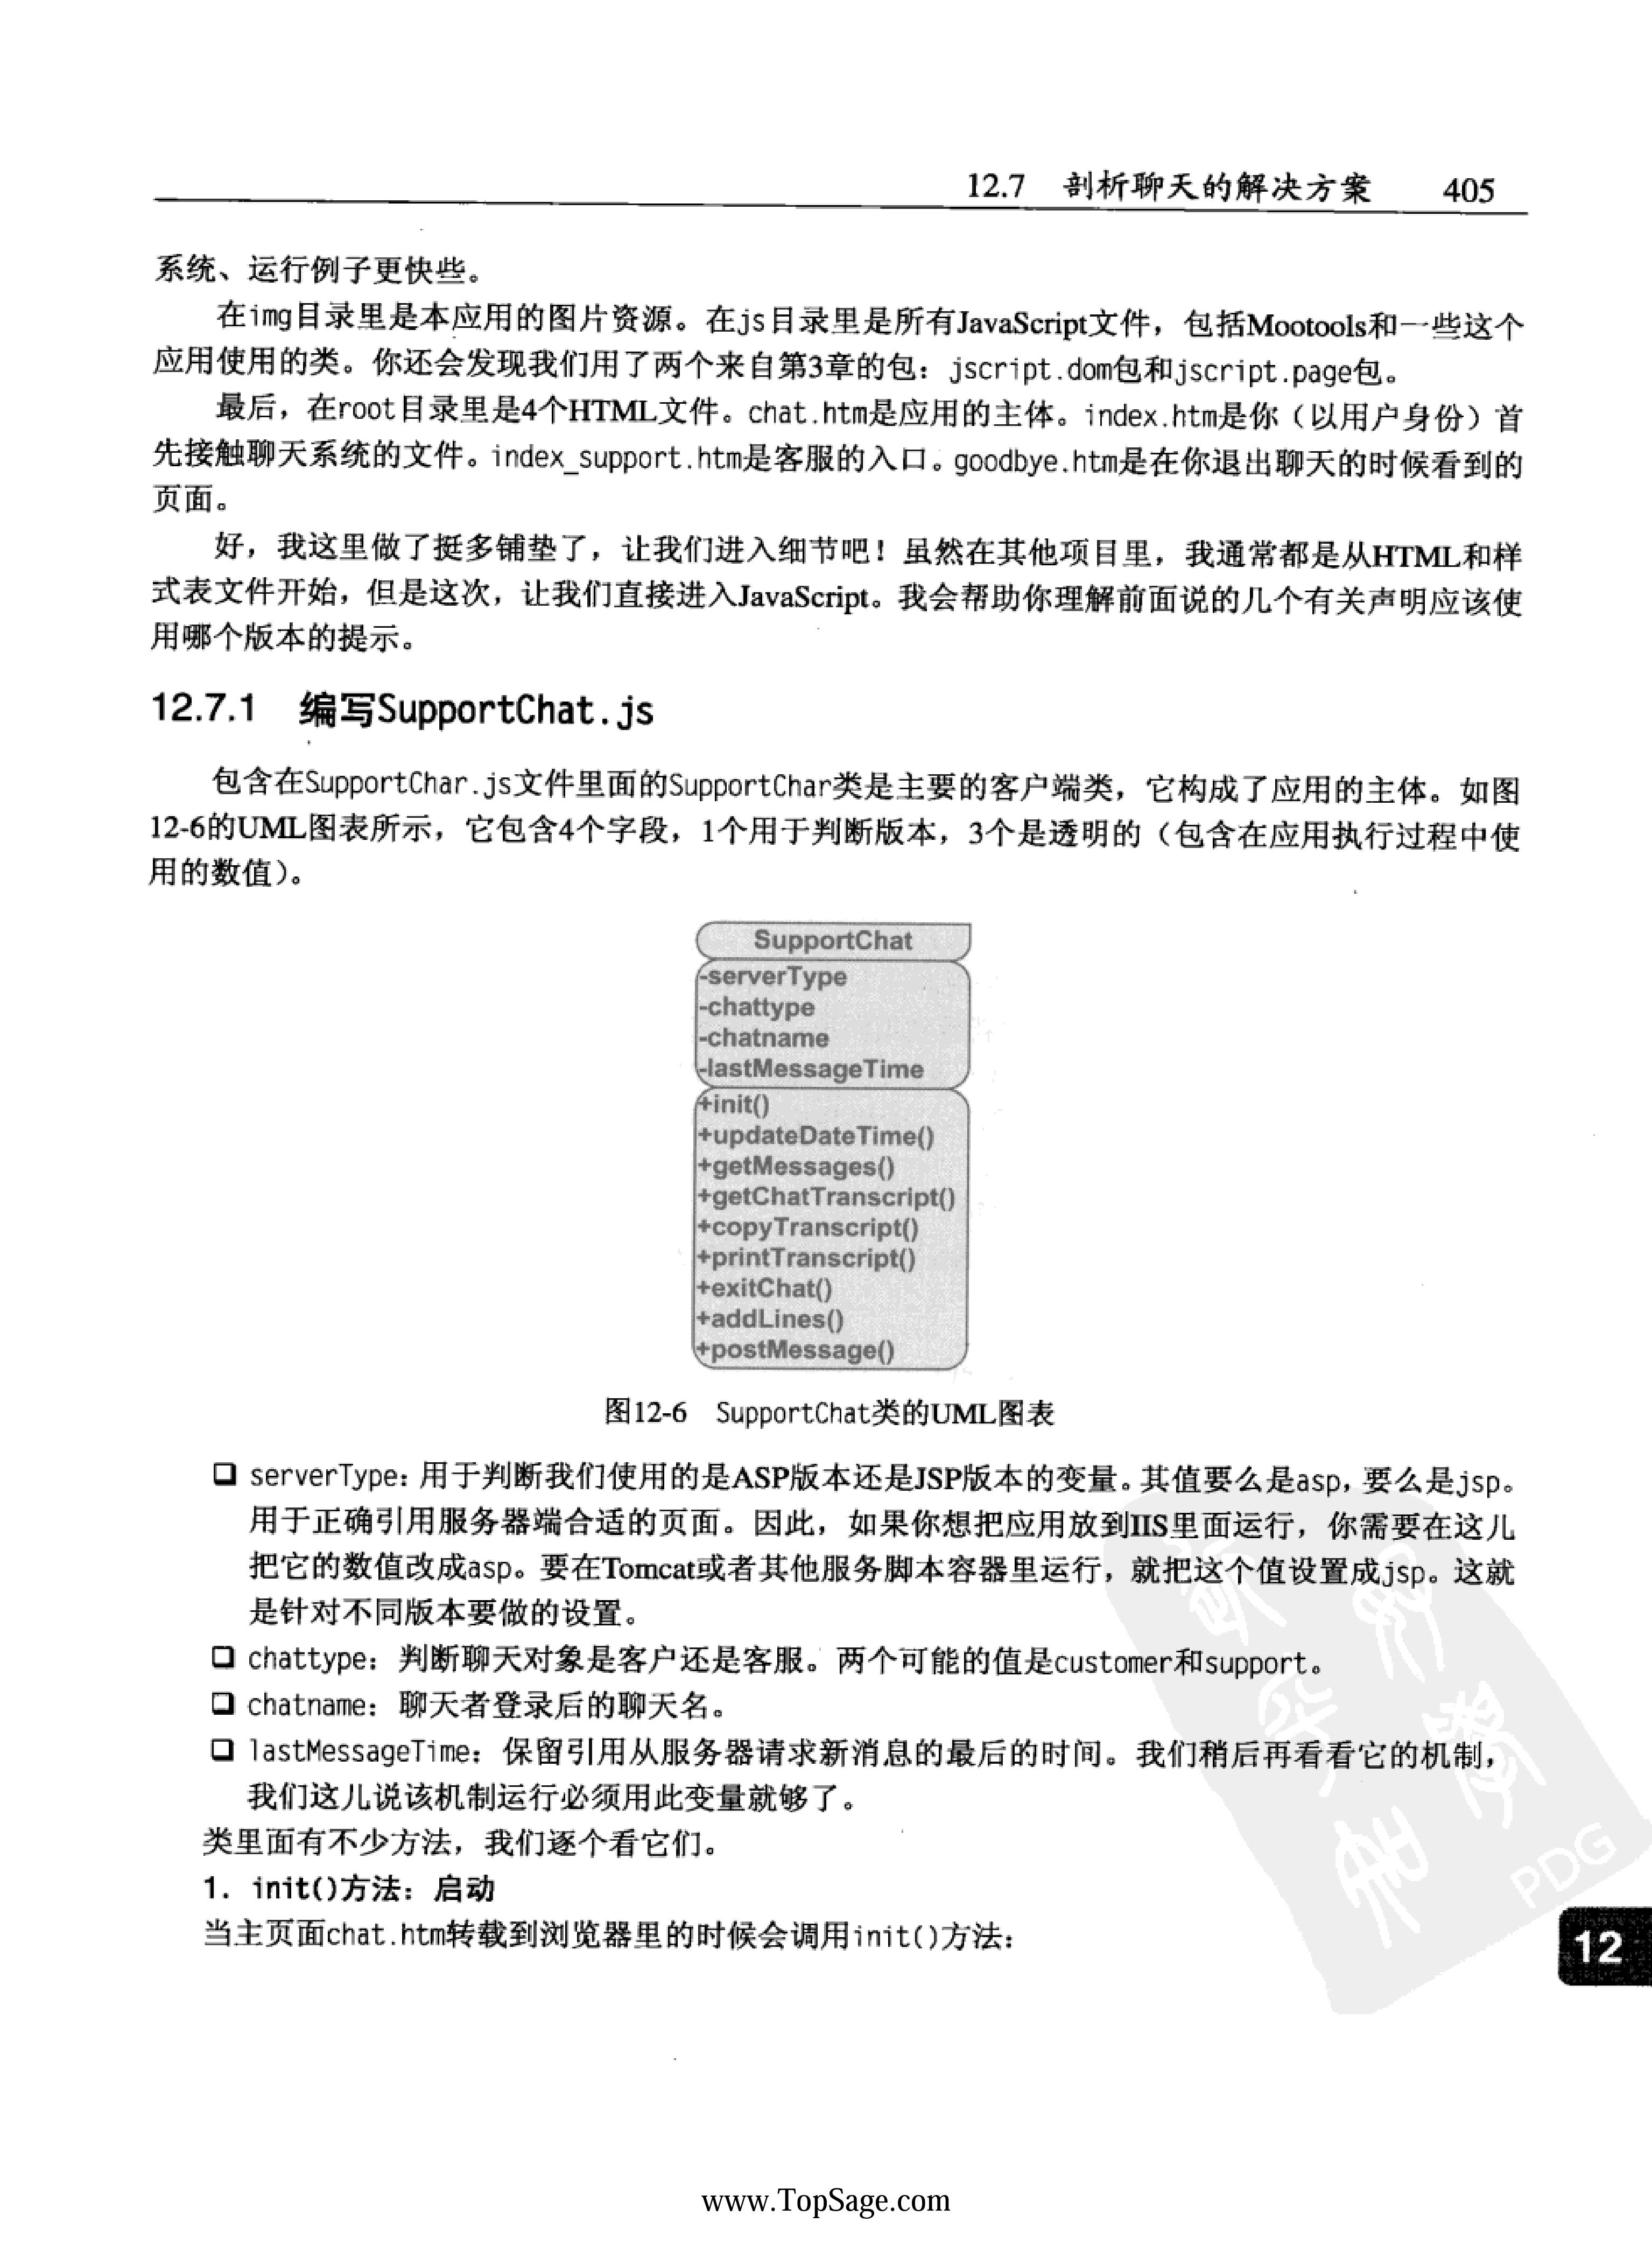 12.7 剖析聊天的解决方案 405
系统、运行例子更快些。
在img目录里是本应用的图片资源。在js目录里是所有JavaScript文件，包括Mootools和一些这个
应用使用的类。你还会发现我们用了两个来自第3章的包：jscript.dom包和jscript.page包。
最后，在root目录里是4个HTML文件。chat.htm是应用的主体。index.htm是你（以用户身份）首
先接触聊天系统的文件。index_support.htm是客服的入口。goodbye.htm是在你退出聊天的时候看到的
页面。
好，我这里做了挺多铺垫了，让我们进入细节吧！虽然在其他项目里，我通常都是从HTML和样
式表文件开始，但是这次，让我们直接进入JavaScript。我会帮助你理解前面说的几个有关声明应该使
用哪个版本的提示。
12.7.1 编写SupportChat.js
包含在SupportChar.js文件里面的SupportChar类是主要的客户端类，它构成了应用的主体。如图
12-6的UML图表所示，它包含4个字段，1个用于判断版本，3个是透明的（包含在应用执行过程中使
用的数值）。
SupportChat
-serverType
-chattype
-chatname
-lastMessageTime
+init()
+updateDateTime()
+getMessages()
+getChatTranscript()
+copyTranscript()
+printTranscript()
+exitChat()
+addLines()
+postMessage()
图12-6 SupportChat类的UML图表
❑ serverType：用于判断我们使用的是ASP版本还是JSP版本的变量。其值要么是asp，要么是jsp。
用于正确引用服务器端合适的页面。因此，如果你想把应用放到IIS里面运行，你需要在这儿
把它的数值改成asp。要在Tomcat或者其他服务脚本容器里运行，就把这个值设置成jsp。这就
是针对不同版本要做的设置。
❑ chattype：判断聊天对象是客户还是客服。两个可能的值是customer和support。
❑ chatname：聊天者登录后的聊天名。
❑ lastMessageTime：保留引用从服务器请求新消息的最后的时间。我们稍后再看看它的机制，
我们这儿说该机制运行必须用此变量就够了。
类里面有不少方法，我们逐个看它们。
1. init()方法：启动
当主页面chat.htm转载到浏览器里的时候会调用init()方法：
PDG
12
www.TopSage.com